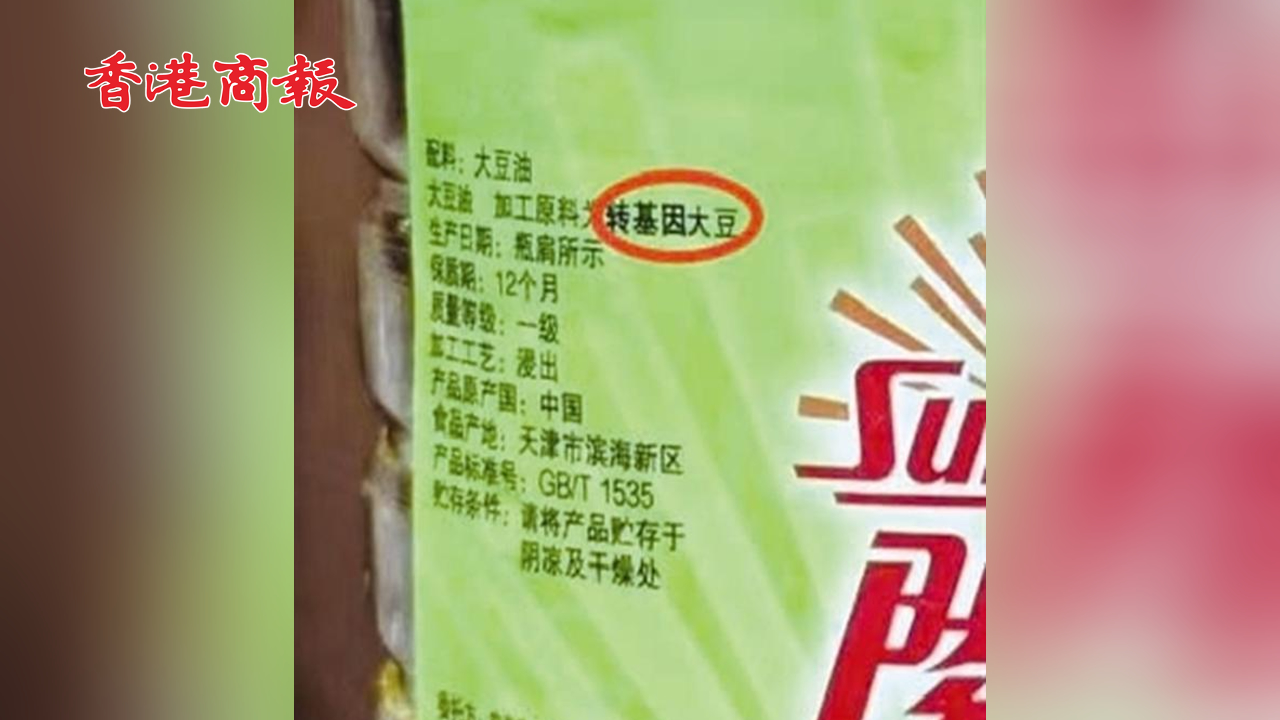 香港商報
配料：大豆油
大豆油 加工原料为转基因大豆
生产日期：瓶肩所示
保质期：12个月
质量等级：一级
加工工艺：浸出
产品原产国：中国
食品产地：天津市滨海新区
产品标准号：GB/T 1535
贮存条件：请将产品贮存于
阴凉及干燥处
Su